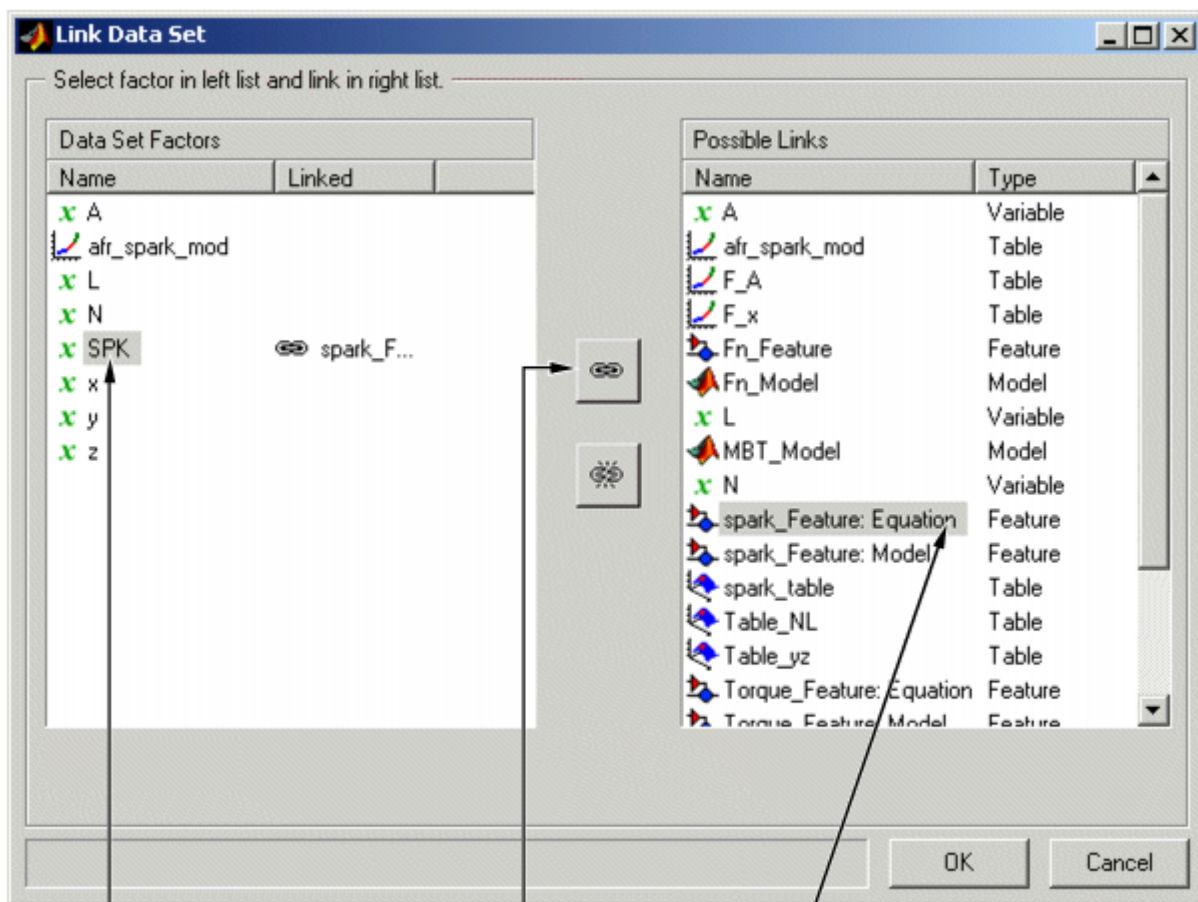 Link Data Set
Select factor in left list and link in right list.
Data Set Factors
Name Linked
x A
afr_spark_mod
x L
x N
x SPK spark_F...
x x
x y
x z
Possible Links
Name Type
x A Variable
afr_spark_mod Table
F_A Table
F_x Table
Fn_Feature Feature
Fn_Model Model
x L Variable
MBT_Model Model
x N Variable
spark_Feature: Equation Feature
spark_Feature: Model Feature
spark_table Table
Table_NL Table
Table_yz Table
Torque_Feature: Equation Feature
Torque_Feature: Model Feature
OK Cancel